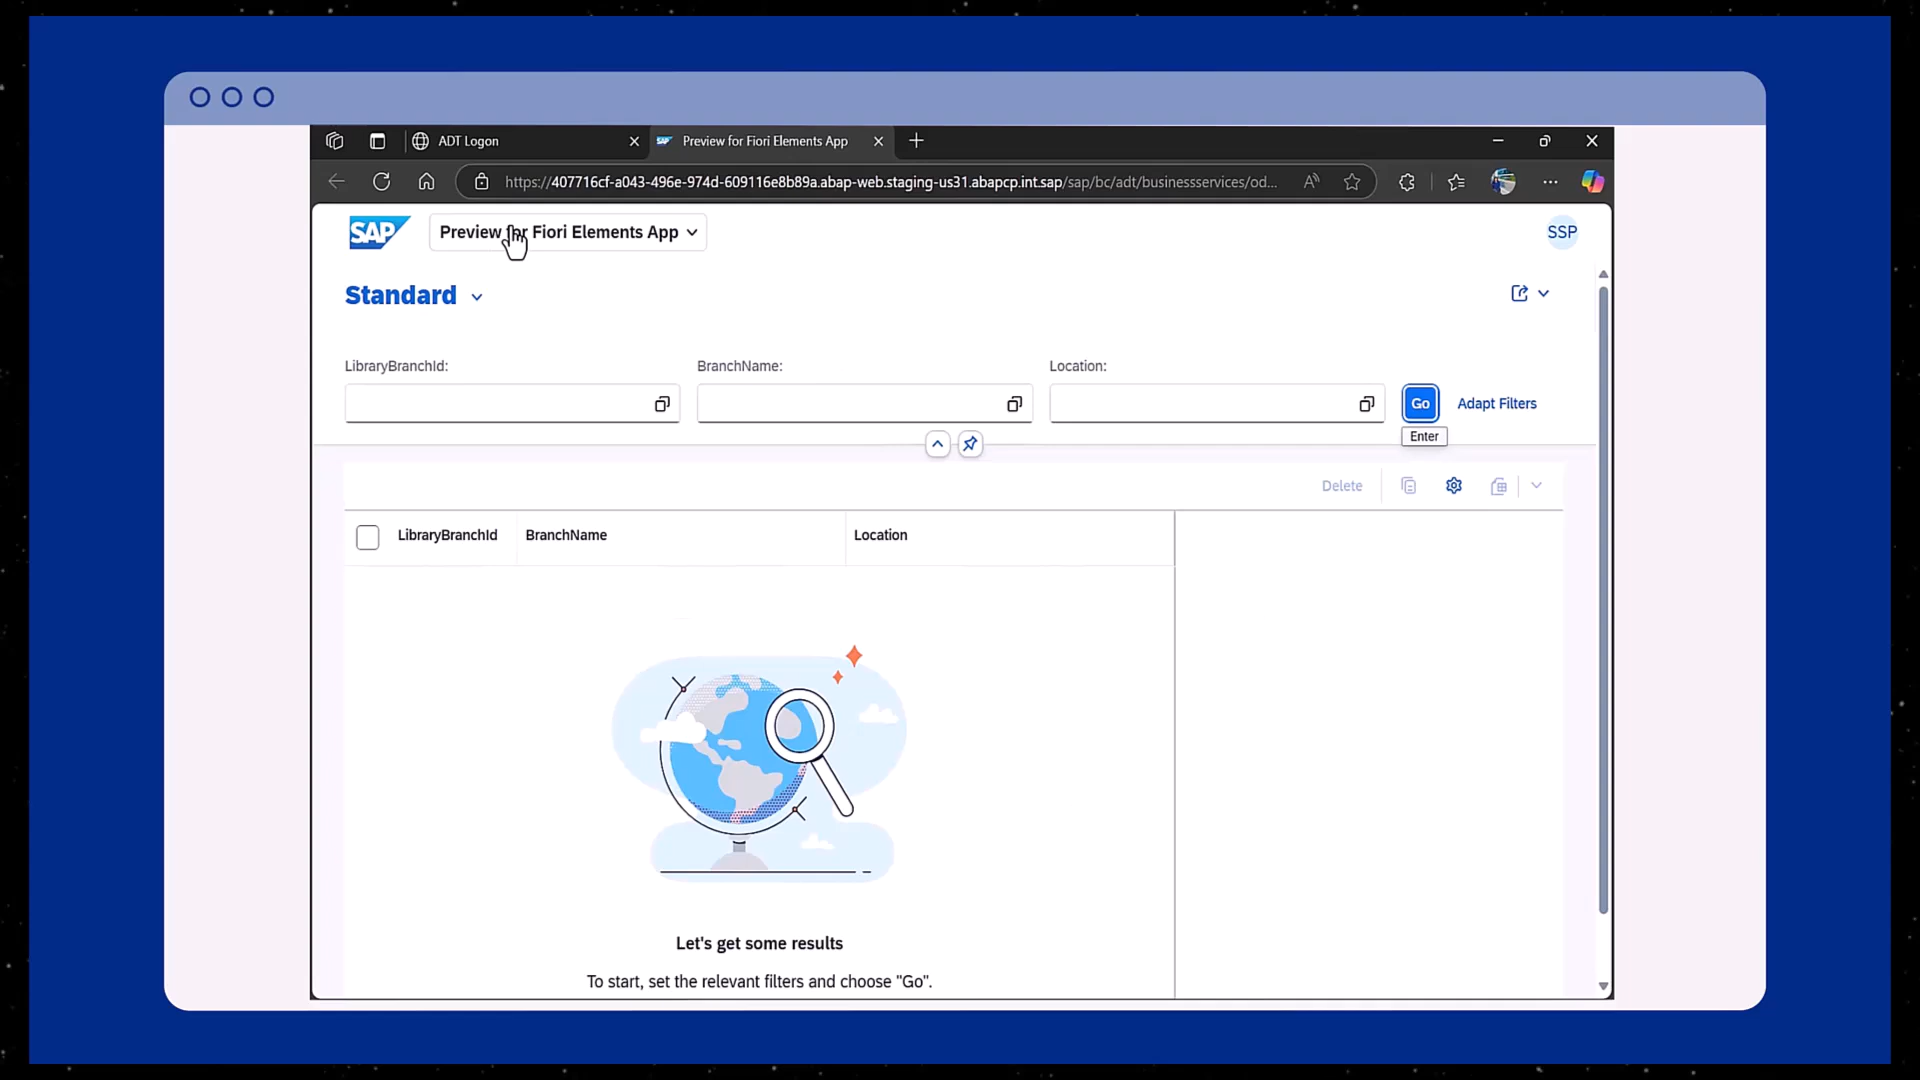 ADT Logon
Preview for Fiori Elements App
https://407716cf-a043-496e-974d-609116e8b89a.abap-web.staging-us31.abapcp.int.sap/sap/bc/adt/businessservices/od...
SAP
Preview for Fiori Elements App
SSP
Standard
LibraryBranchId:
BranchName:
Location:
Go
Adapt Filters
Enter
Delete
LibraryBranchId
BranchName
Location
Let's get some results
To start, set the relevant filters and choose "Go".